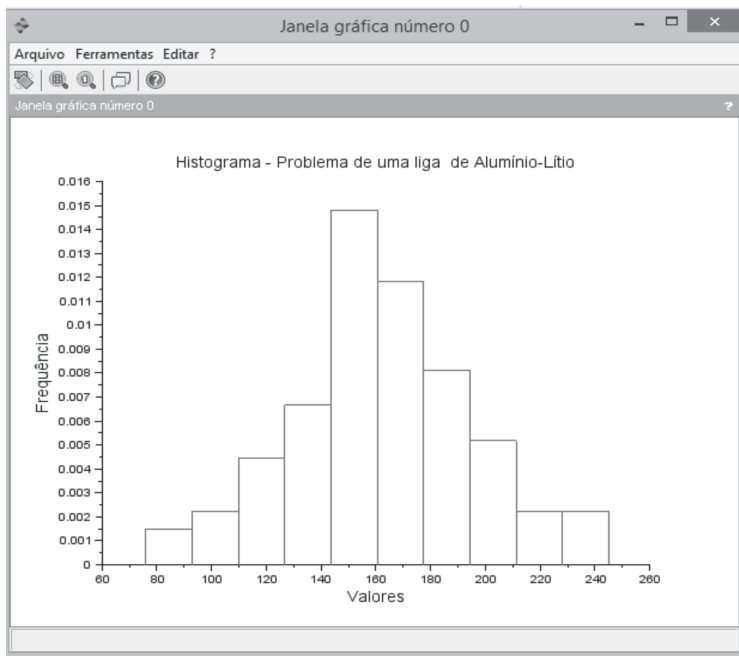 Janela gráfica número 0
Arquivo Ferramentas Editar ?
Janela gráfica número 0 ?
Histograma - Problema de uma liga de Alumínio-Lítio
0.016
0.015
0.014
0.013
0.012
0.011
0.01
0.009
0.008
0.007
0.006
0.005
0.004
0.003
0.002
0.001
0
Frequência
60 80 100 120 140 160 180 200 220 240 260
Valores